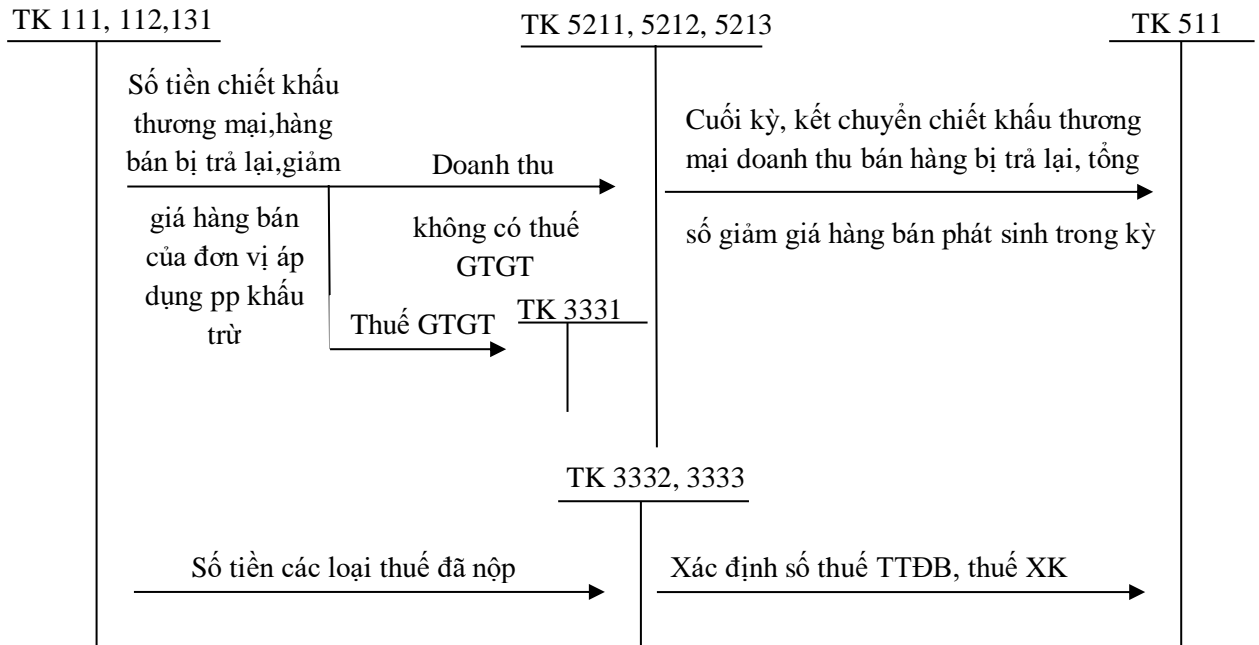 TK 111, 112,131
TK 5211, 5212, 5213
TK 511
Số tiền chiết khấu
thương mại,hàng
bán bị trả lại,giảm
giá hàng bán
của đơn vị áp
dụng pp khấu
trừ
Doanh thu
không có thuế
GTGT
Thuế GTGT
TK 3331
Cuối kỳ, kết chuyển chiết khấu thương
mại doanh thu bán hàng bị trả lại, tổng
số giảm giá hàng bán phát sinh trong kỳ
TK 3332, 3333
Số tiền các loại thuế đã nộp
Xác định số thuế TTĐB, thuế XK